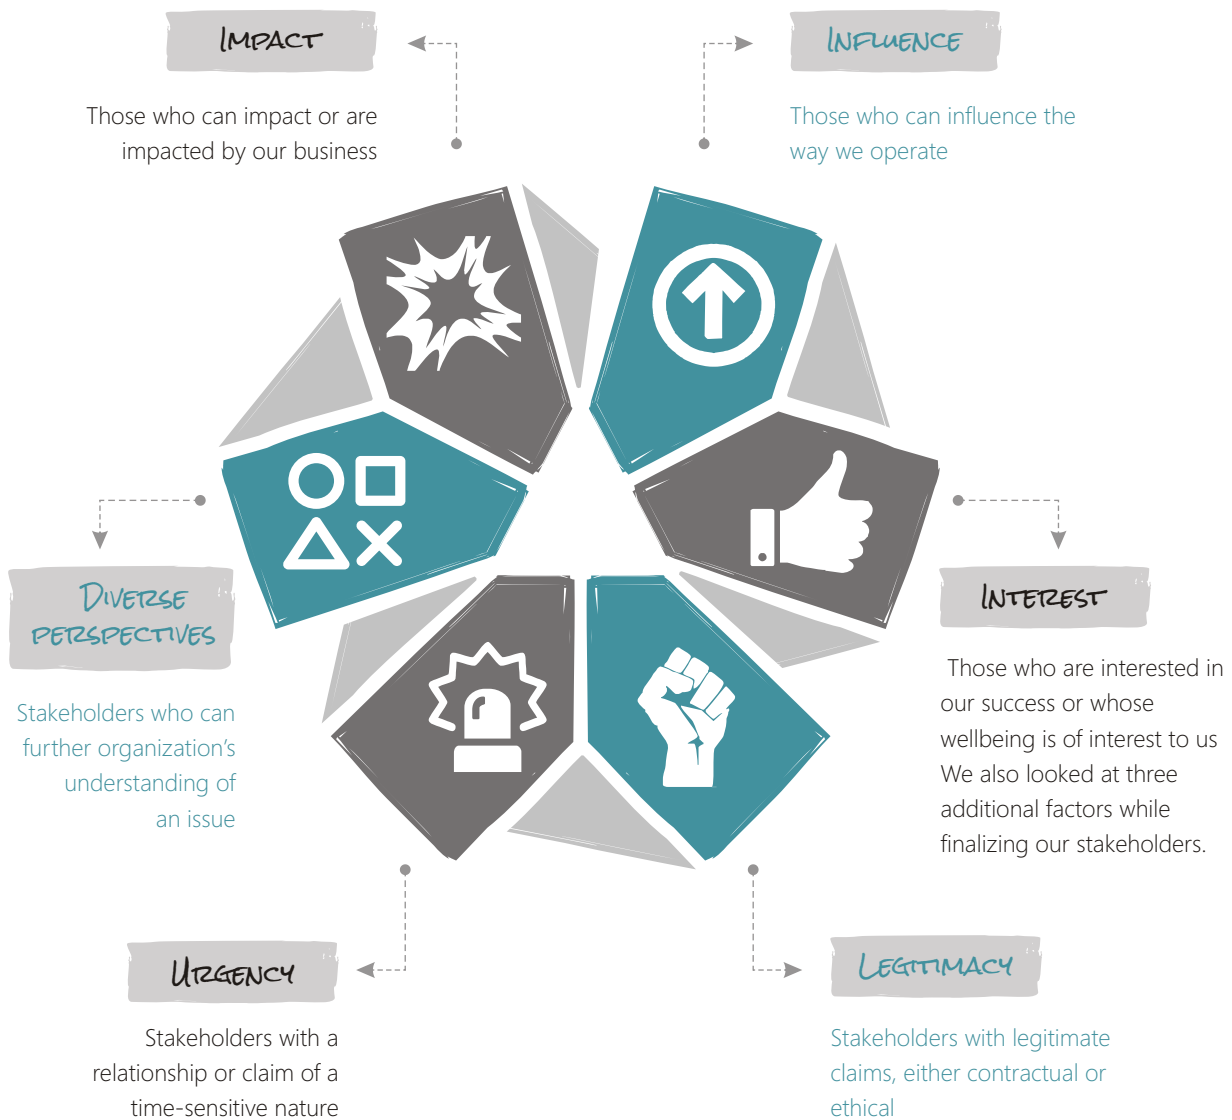 IMPACT
Those who can impact or are
impacted by our business
INFLUENCE
Those who can influence the
way we operate
DIVERSE
PERSPECTIVES
Stakeholders who can
further organization’s
understanding of
an issue
INTEREST
Those who are interested in
our success or whose
wellbeing is of interest to us
We also looked at three
additional factors while
finalizing our stakeholders.
URGENCY
Stakeholders with a
relationship or claim of a
time-sensitive nature
LEGITIMACY
Stakeholders with legitimate
claims, either contractual or
ethical